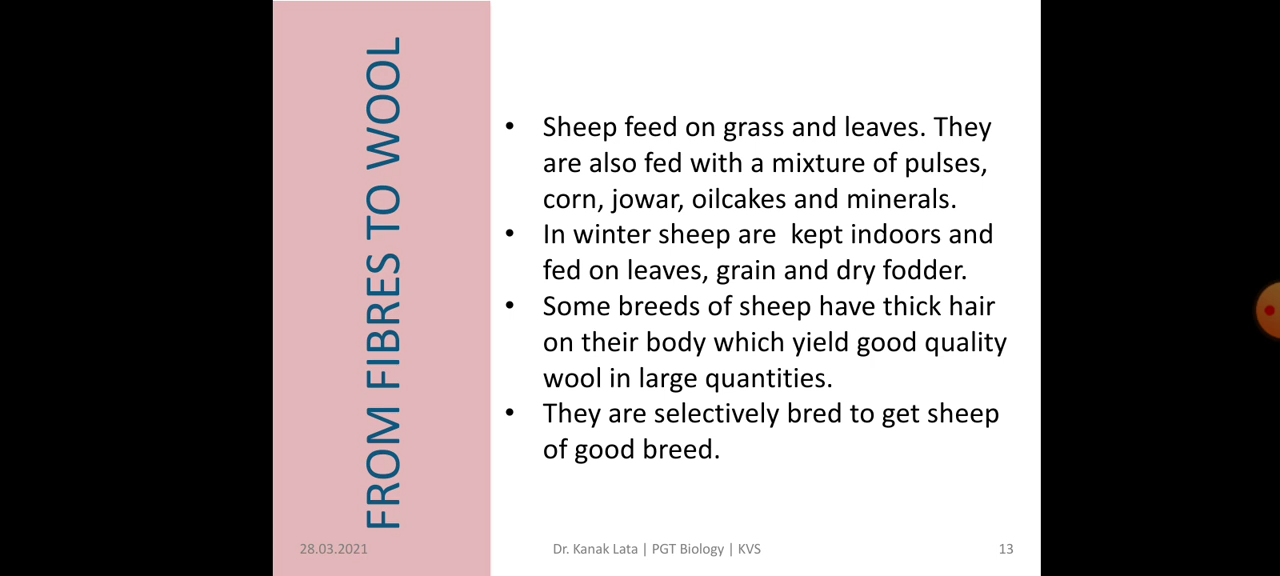 FROM FIBRES TO WOOL
• Sheep feed on grass and leaves. They
are also fed with a mixture of pulses,
corn, jowar, oilcakes and minerals.
• In winter sheep are  kept indoors and
fed on leaves, grain and dry fodder.
• Some breeds of sheep have thick hair
on their body which yield good quality
wool in large quantities.
• They are selectively bred to get sheep
of good breed.
28.03.2021
Dr. Kanak Lata | PGT Biology | KVS
13